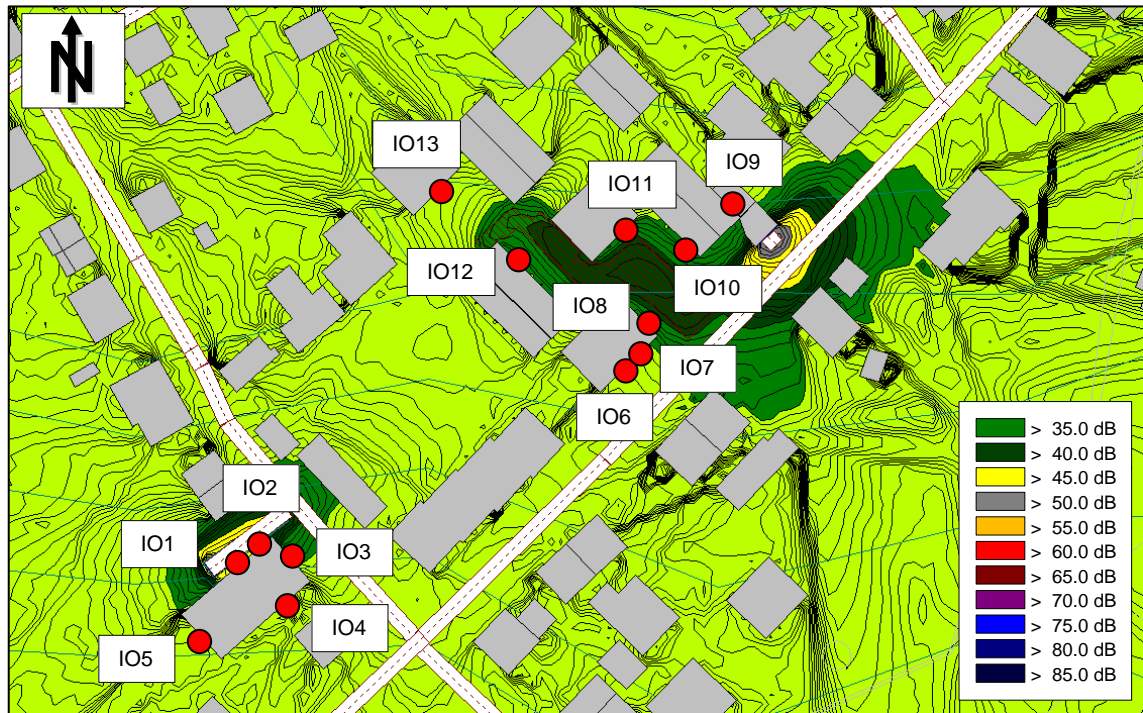 N
IO13
IO9
IO11
IO12
IO10
IO8
IO7
IO6
IO2
IO1
IO3
IO4
IO5
> 35.0 dB
> 40.0 dB
> 45.0 dB
> 50.0 dB
> 55.0 dB
> 60.0 dB
> 65.0 dB
> 70.0 dB
> 75.0 dB
> 80.0 dB
> 85.0 dB